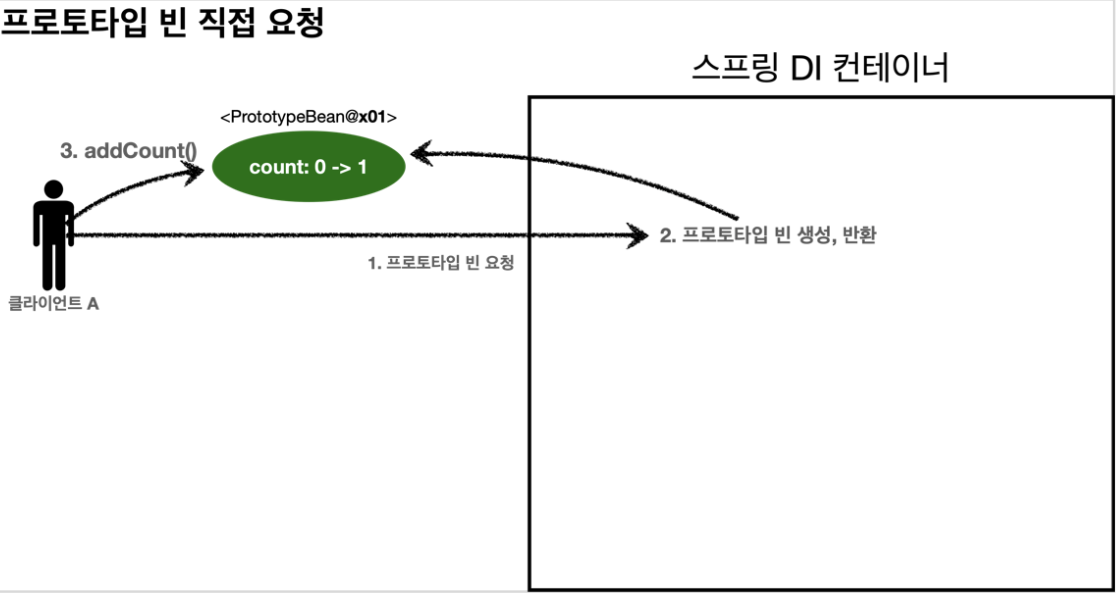 프로토타입 빈 직접 요청
스프링 DI 컨테이너
<PrototypeBean@x01>
3. addCount()
count: 0 -> 1
2. 프로토타입 빈 생성, 반환
1. 프로토타입 빈 요청
클라이언트 A